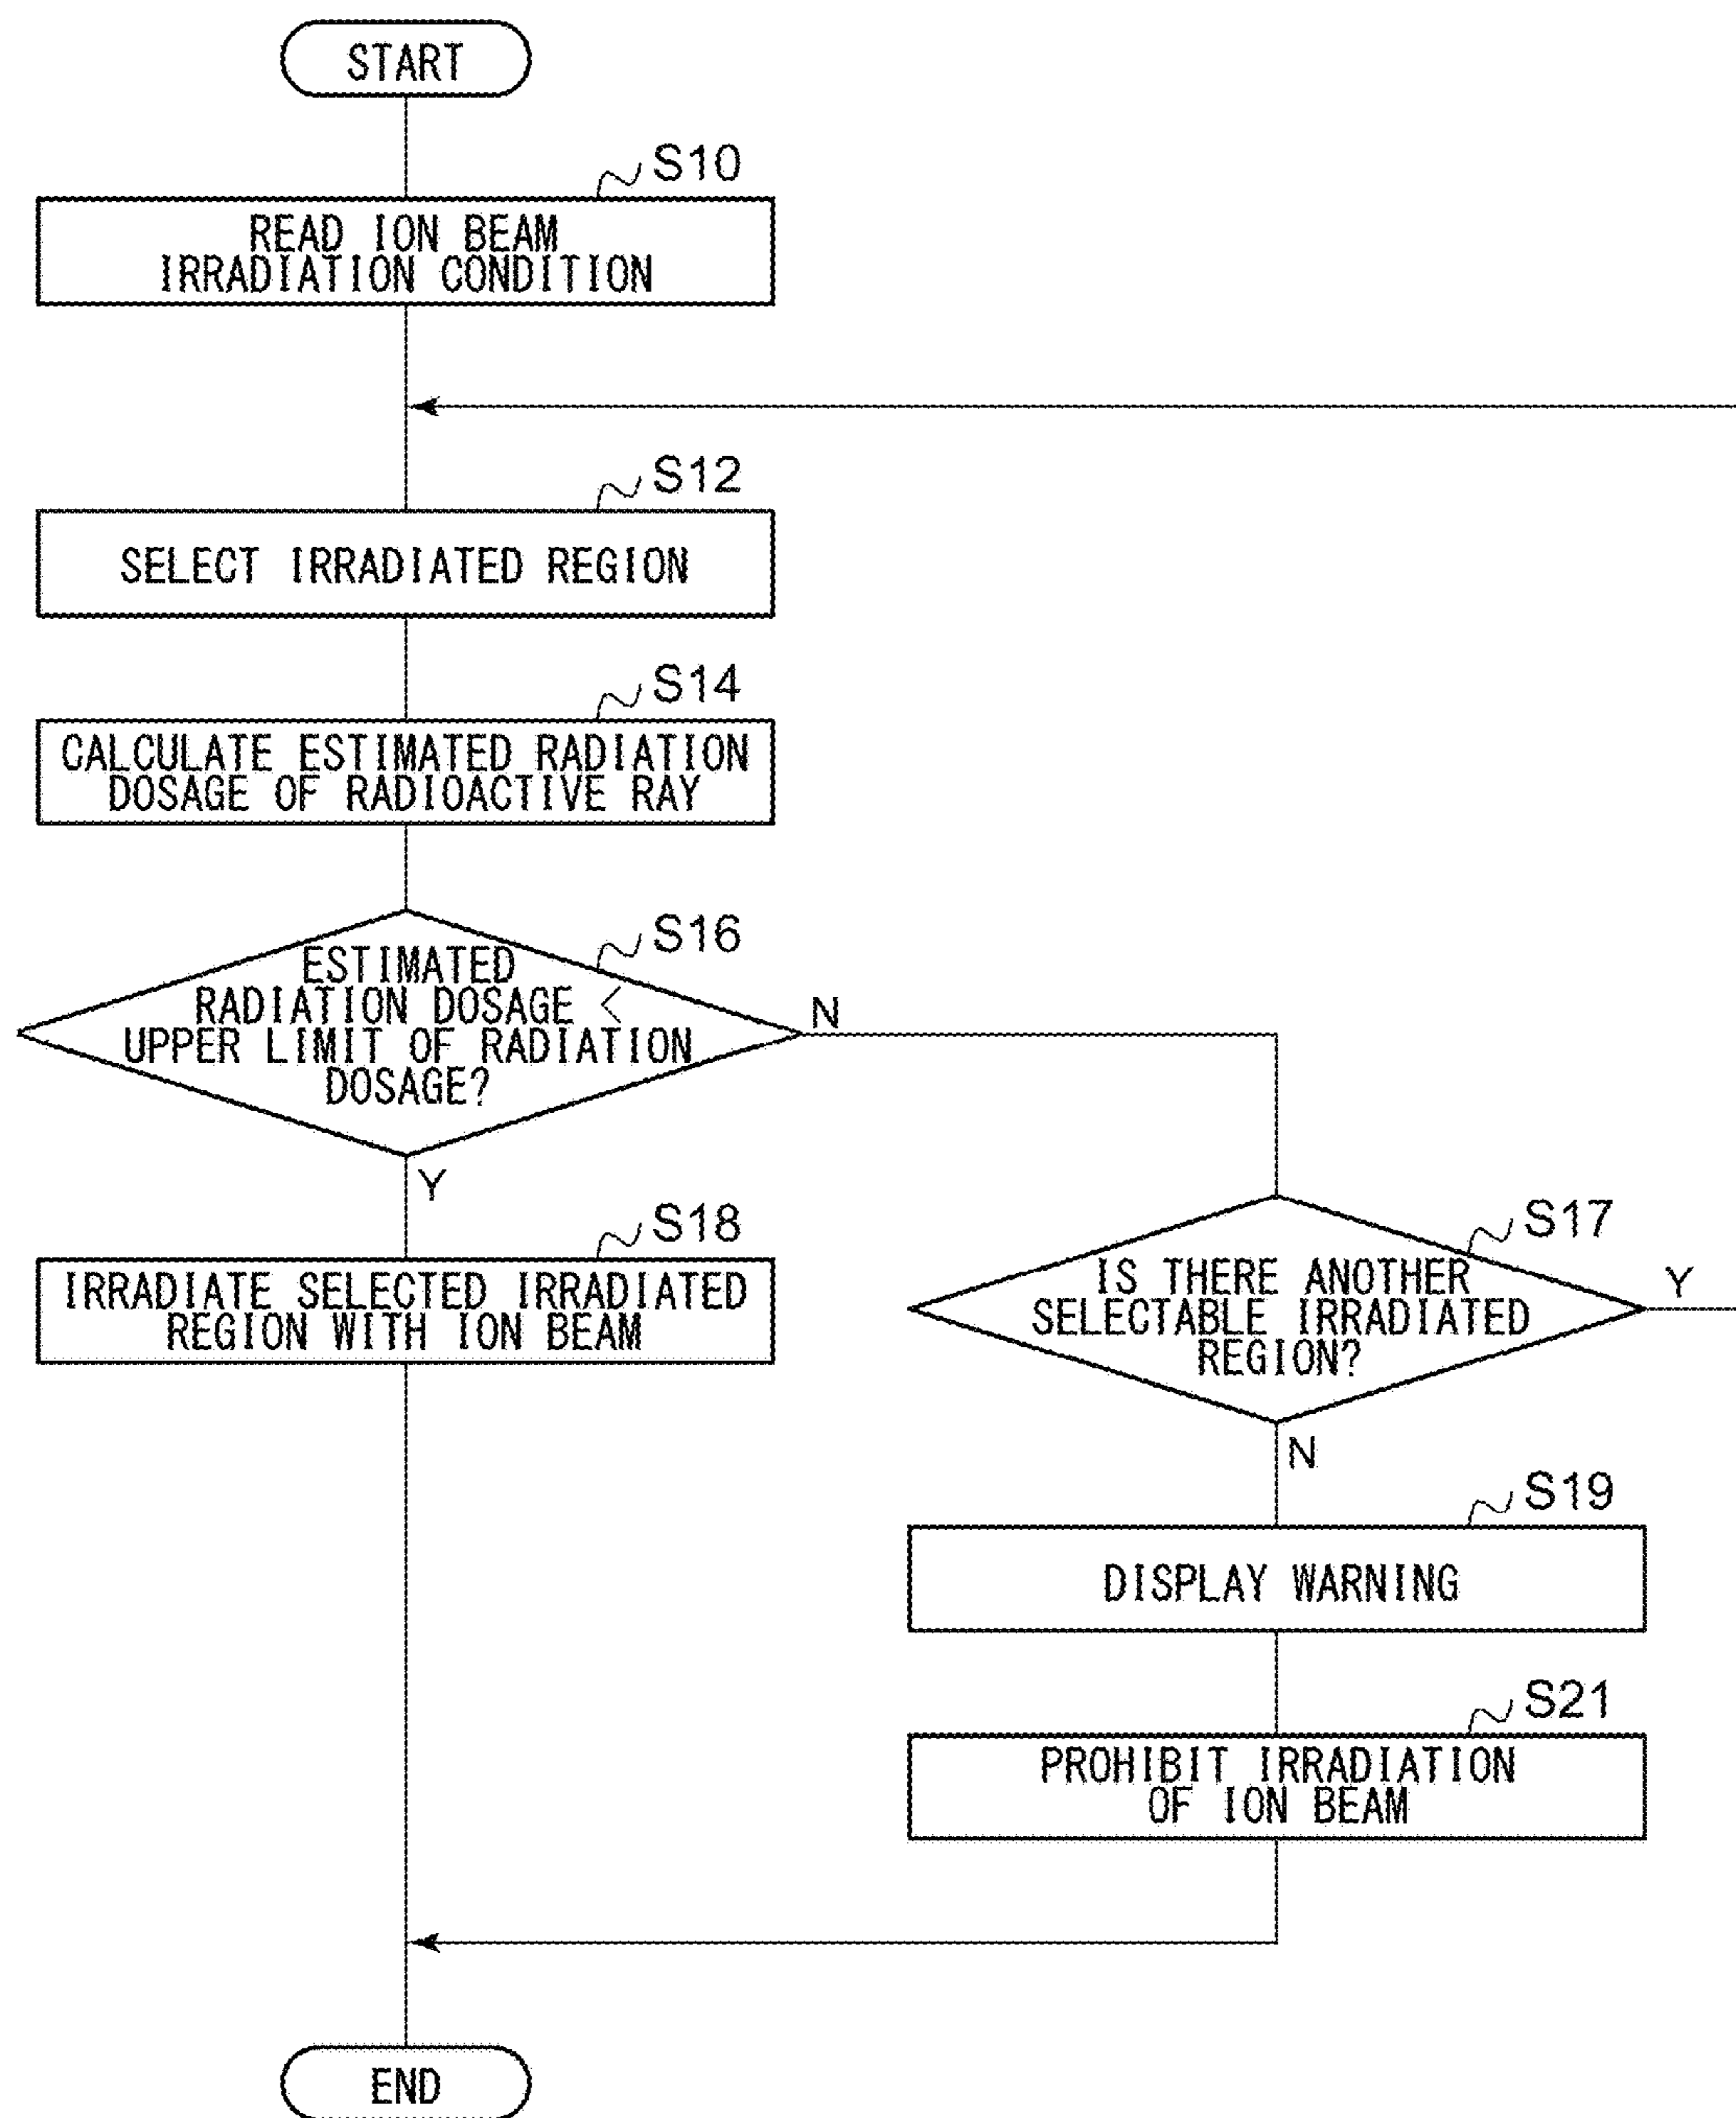 START
S10
READ ION BEAM
IRRADIATION CONDITION
S12
SELECT IRRADIATED REGION
S14
CALCULATE ESTIMATED RADIATION
DOSAGE OF RADIOACTIVE RAY
S16
ESTIMATED
RADIATION DOSAGE <
UPPER LIMIT OF RADIATION
DOSAGE?
N
Y
S18
IRRADIATE SELECTED IRRADIATED
REGION WITH ION BEAM
S17
IS THERE ANOTHER
SELECTABLE IRRADIATED
REGION?
Y
N
S19
DISPLAY WARNING
S21
PROHIBIT IRRADIATION
OF ION BEAM
END